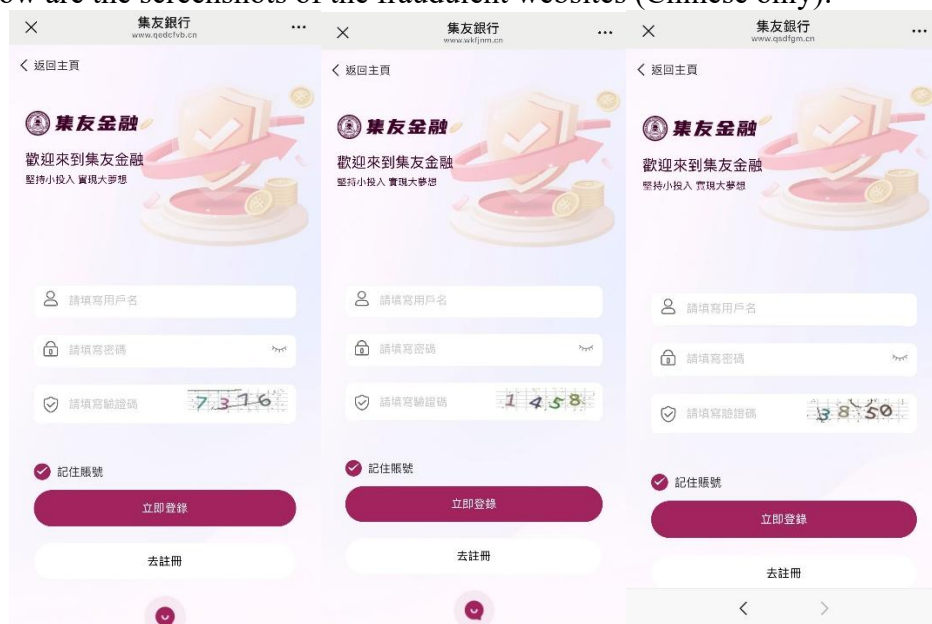 ow are the screenshots of the fraudulent websites (Chinese only).
集友銀行
www.qedcfvb.cn
返回主頁
集友金融
歡迎來到集友金融
堅持小投入 實現大夢想
請填寫用戶名
請填寫密碼
請填寫驗證碼
7376
記住賬號
立即登錄
去註冊
集友銀行
www.wkfjnm.cn
返回主頁
集友金融
歡迎來到集友金融
堅持小投入 實現大夢想
請填寫用戶名
請填寫密碼
請填寫驗證碼
1458
記住賬號
立即登錄
去註冊
集友銀行
www.qsdfgm.cn
返回主頁
集友金融
歡迎來到集友金融
堅持小投入 實現大夢想
請填寫用戶名
請填寫密碼
請填寫驗證碼
3850
記住賬號
立即登錄
去註冊